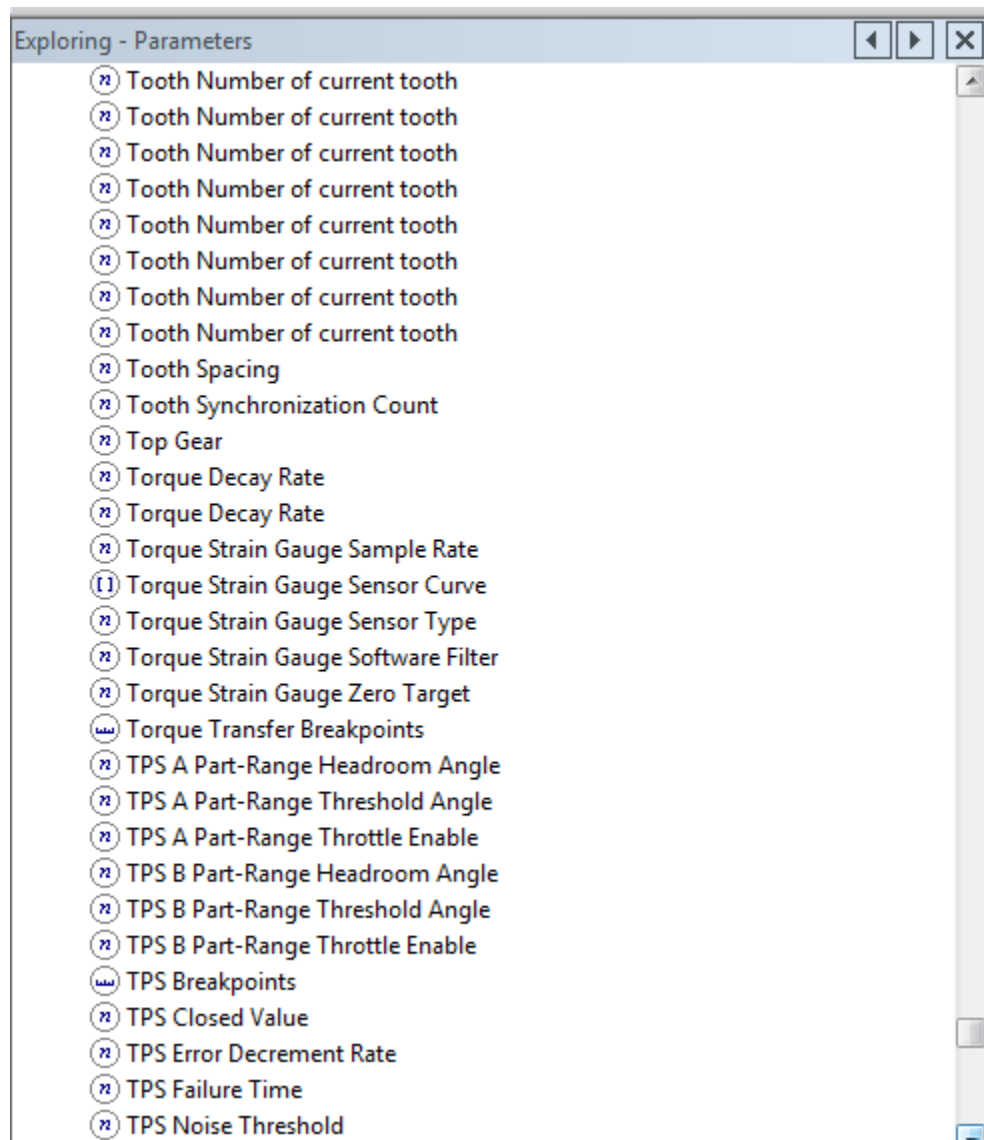 Exploring - Parameters
Tooth Number of current tooth
Tooth Number of current tooth
Tooth Number of current tooth
Tooth Number of current tooth
Tooth Number of current tooth
Tooth Number of current tooth
Tooth Number of current tooth
Tooth Number of current tooth
Tooth Spacing
Tooth Synchronization Count
Top Gear
Torque Decay Rate
Torque Decay Rate
Torque Strain Gauge Sample Rate
Torque Strain Gauge Sensor Curve
Torque Strain Gauge Sensor Type
Torque Strain Gauge Software Filter
Torque Strain Gauge Zero Target
Torque Transfer Breakpoints
TPS A Part-Range Headroom Angle
TPS A Part-Range Threshold Angle
TPS A Part-Range Throttle Enable
TPS B Part-Range Headroom Angle
TPS B Part-Range Threshold Angle
TPS B Part-Range Throttle Enable
TPS Breakpoints
TPS Closed Value
TPS Error Decrement Rate
TPS Failure Time
TPS Noise Threshold